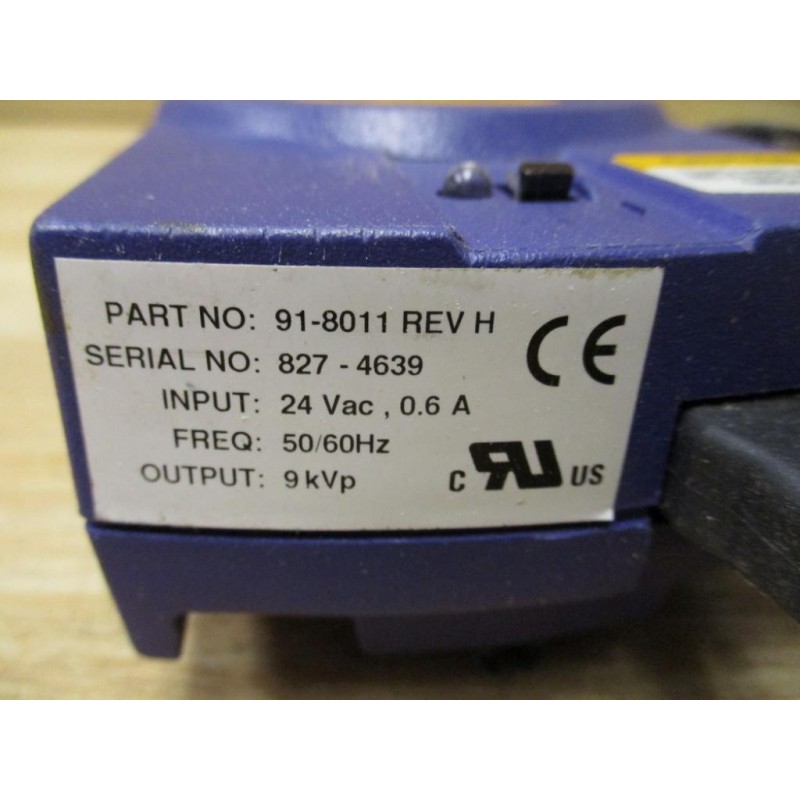 PART NO: 91-8011 REV H
SERIAL NO: 827 - 4639
INPUT: 24 Vac , 0.6 A
FREQ: 50/60Hz
OUTPUT: 9 kVp
CE
C RU US